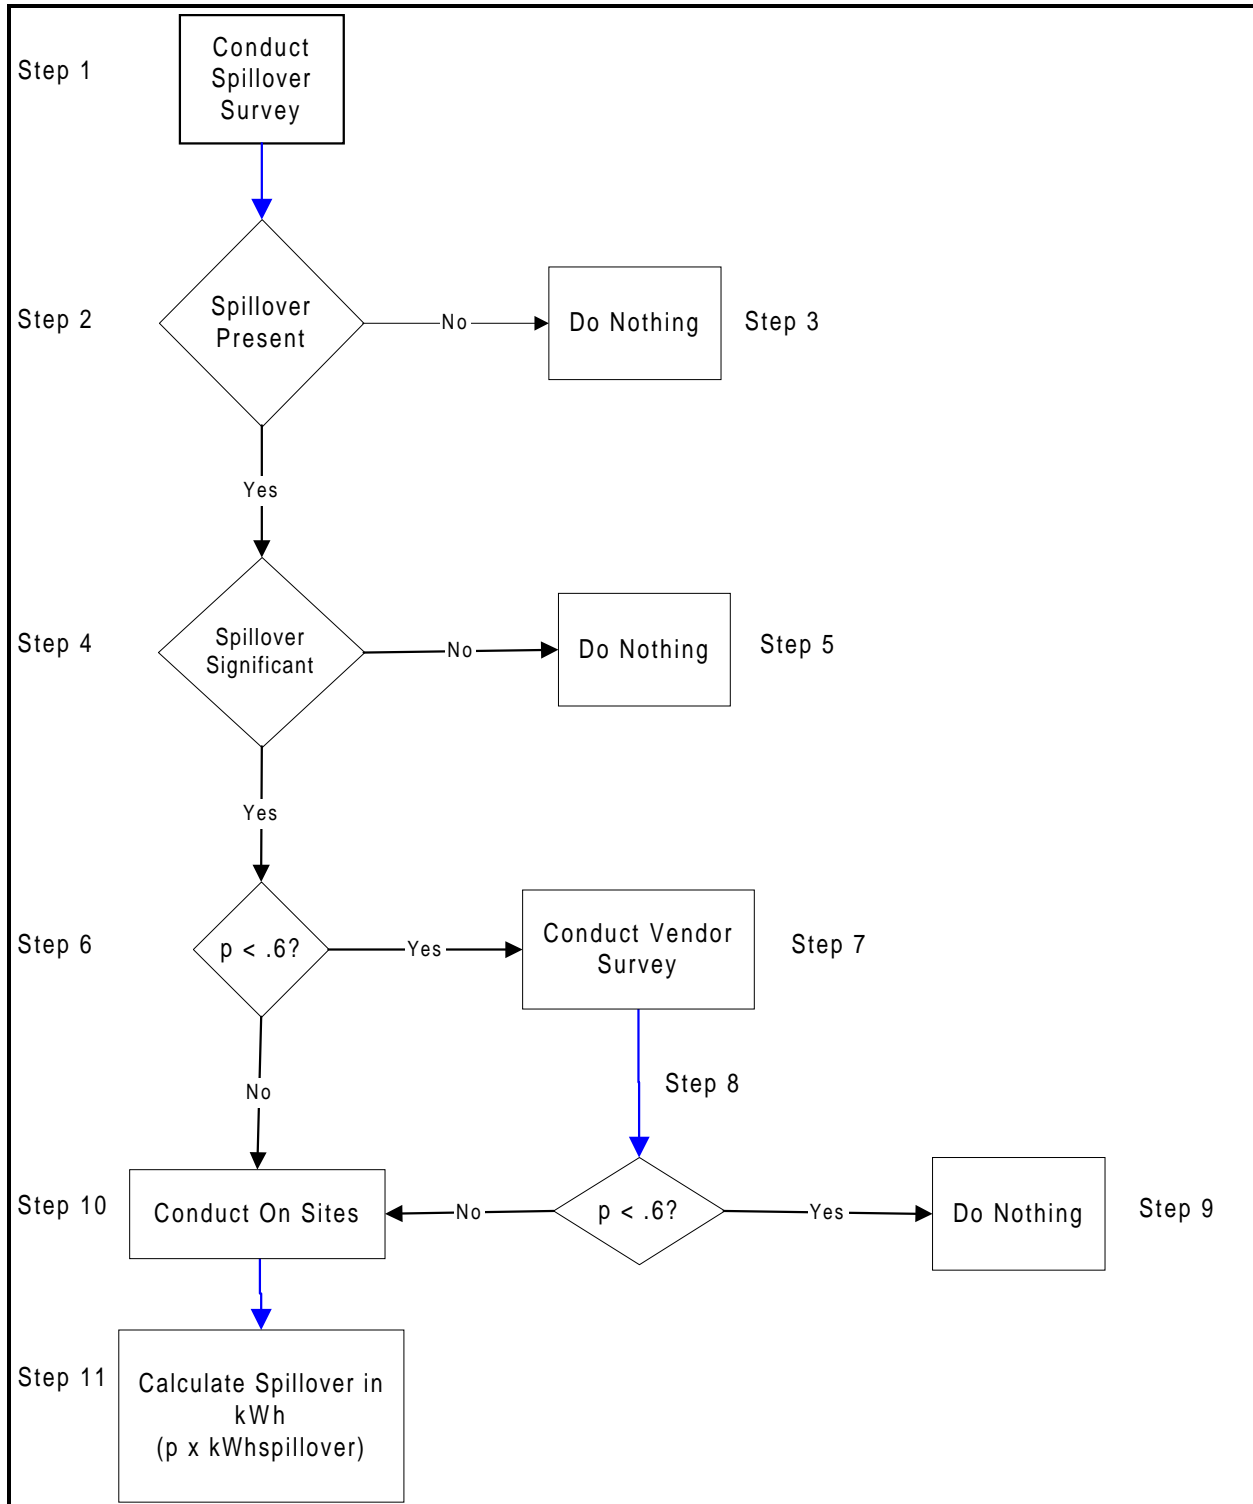 Step 1
Conduct
Spillover
Survey
Step 2
Spillover
Present
No
Do Nothing
Step 3
Yes
Step 4
Spillover
Significant
No
Do Nothing
Step 5
Yes
Step 6
p < .6?
Yes
Conduct Vendor
Survey
Step 7
No
Step 8
Step 10
Conduct On Sites
No
p < .6?
Yes
Do Nothing
Step 9
Step 11
Calculate Spillover in
kWh
(p x kWhspillover)